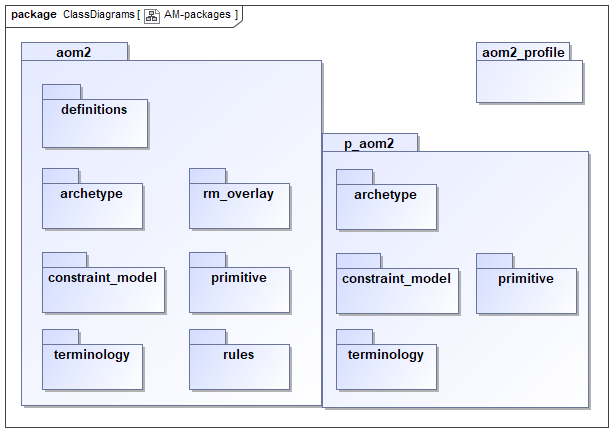 package ClassDiagrams [ AM-packages ]
aom2
aom2_profile
definitions
p_aom2
archetype
rm_overlay
archetype
constraint_model
primitive
constraint_model
primitive
terminology
rules
terminology